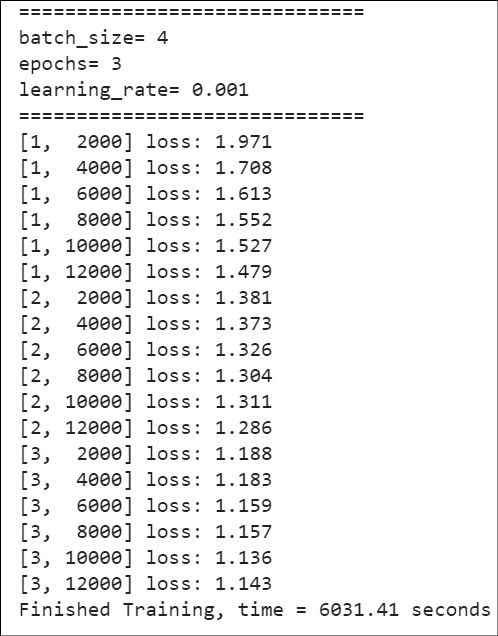 ==============================
batch_size= 4
epochs= 3
learning_rate= 0.001
==============================
[1,  2000] loss: 1.971
[1,  4000] loss: 1.708
[1,  6000] loss: 1.613
[1,  8000] loss: 1.552
[1, 10000] loss: 1.527
[1, 12000] loss: 1.479
[2,  2000] loss: 1.381
[2,  4000] loss: 1.373
[2,  6000] loss: 1.326
[2,  8000] loss: 1.304
[2, 10000] loss: 1.311
[2, 12000] loss: 1.286
[3,  2000] loss: 1.188
[3,  4000] loss: 1.183
[3,  6000] loss: 1.159
[3,  8000] loss: 1.157
[3, 10000] loss: 1.136
[3, 12000] loss: 1.143
Finished Training, time = 6031.41 seconds